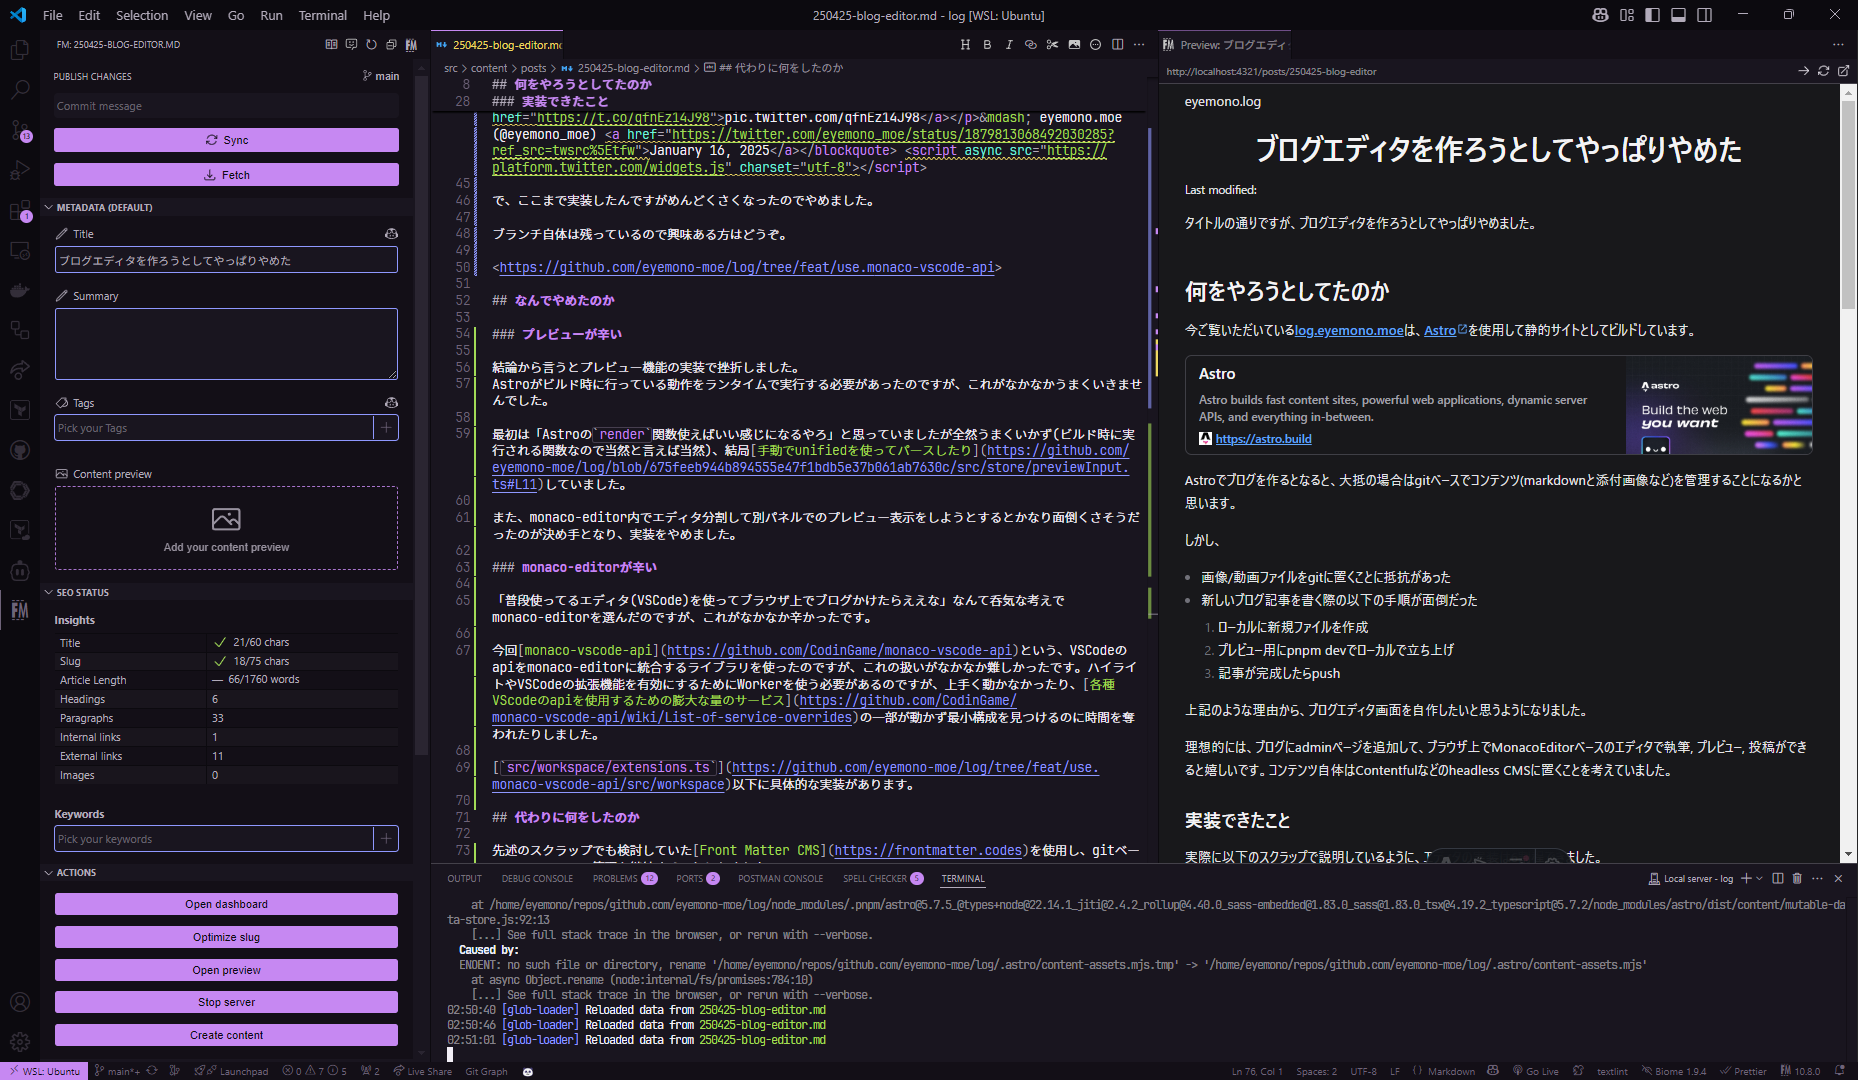 File Edit Selection View Go Run Terminal Help
250425-blog-editor.md - log [WSL: Ubuntu]
FM: 250425-BLOG-EDITOR.MD
PUBLISH CHANGES
main
Commit message
Sync
Fetch
METADATA (DEFAULT)
Title
ブログエディタを作ろうとしてやっぱりやめた
Summary
Tags
Pick your Tags
Content preview
Add your content preview
SEO STATUS
Insights
Title 21/60 chars
Slug 18/75 chars
Article Length — 66/1760 words
Headings 6
Paragraphs 33
Internal links 1
External links 11
Images 0
Keywords
Pick your keywords
ACTIONS
Open dashboard
Optimize slug
Open preview
Stop server
Create content
13
1
250425-blog-editor.md
src > content > posts > 250425-blog-editor.md > ## 代わりに何をしたのか
8 ## 何をやろうとしてたのか
28 ### 実装できたこと
href="https://t.co/qfnEz14J98">pic.twitter.com/qfnEz14J98</a></p>&mdash; eyemono.moe
(@eyemono_moe) <a href="https://twitter.com/eyemono_moe/status/1879813068492030285?
ref_src=twsrc%5Etfw">January 16, 2025</a></blockquote> <script async src="https://
platform.twitter.com/widgets.js" charset="utf-8"></script>
45
46 で、ここまで実装したんですがめんどくさくなったのでやめました。
47
48 ブランチ自体は残っているので興味ある方はどうぞ。
49
50 <https://github.com/eyemono-moe/log/tree/feat/use.monaco-vscode-api>
51
52 ## なんでやめたのか
53
54 ### プレビューが辛い
55
56 結論から言うとプレビュー機能の実装で挫折しました。
57 Astroがビルド時に行っている動作をランタイムで実行する必要があったのですが、これがなかなかうまくいきませ
んでした。
58
59 最初は「Astroの`render`関数使えばいい感じになるやろ」と思っていましたが全然うまくいかず(ビルド時に実
行される関数なので当然と言えば当然)、結局[手動でunifiedを使ってパースしたり](https://github.com/
eyemono-moe/log/blob/675feeb944b894555e47f1bdb5e37b061ab7630c/src/store/previewInput.
ts#L11)していました。
60
61 また、monaco-editor内でエディタ分割して別パネルでのプレビュー表示をしようとするとかなり面倒くさそうだ
ったのが決め手となり、実装をやめました。
62
63 ### monaco-editorが辛い
64
65 「普段使ってるエディタ(VSCode)を使ってブラウザ上でブログかけたらええな」なんて呑気な考えで
monaco-editorを選んだのですが、これがなかなか辛かったです。
66
67 今回[monaco-vscode-api](https://github.com/CodinGame/monaco-vscode-api)という、VSCodeの
apiをmonaco-editorに統合するライブラリを使ったのですが、これの扱いがなかなか難しかったです。ハイライ
トやVSCodeの拡張機能を有効にするためにWorkerを使う必要があるのですが、上手く動かなかったり、[各種
VScodeのapiを使用するための膨大な量のサービス](https://github.com/CodinGame/
monaco-vscode-api/wiki/List-of-service-overrides)の一部が動かず最小構成を見つけるのに時間を奪
われたりしました。
68
69 [`src/workspace/extensions.ts`](https://github.com/eyemono-moe/log/tree/feat/use.
monaco-vscode-api/src/workspace)以下に具体的な実装があります。
70
71 ## 代わりに何をしたのか
72
73 先述のスクラップでも検討していた[Front Matter CMS](https://frontmatter.codes)を使用し、gitベー
Preview: ブログエディ
http://localhost:4321/posts/250425-blog-editor
eyemono.log
ブログエディタを作ろうとしてやっぱりやめた
Last modified:
タイトルの通りですが、ブログエディタを作ろうとしてやっぱりやめました。
何をやろうとしてたのか
今ご覧いただいているlog.eyemono.moeは、Astroを使用して静的サイトとしてビルドしています。
Astro
Astro builds fast content sites, powerful web applications, dynamic server
APIs, and everything in-between.
https://astro.build
astro
Build the web
you want
Astroでブログを作るとなると、大抵の場合はgitベースでコンテンツ(markdownと添付画像など)を管理することになるかと
思います。
しかし、
画像/動画ファイルをgitに置くことに抵抗があった
新しいブログ記事を書く際の以下の手順が面倒だった
1. ローカルに新規ファイルを作成
2. プレビュー用にpnpm devでローカルで立ち上げ
3. 記事が完成したらpush
上記のような理由から、ブログエディタ画面を自作したいと思うようになりました。
理想的には、ブログにadminページを追加して、ブラウザ上でMonacoEditorベースのエディタで執筆, プレビュー, 投稿ができ
ると嬉しいです。コンテンツ自体はContentfulなどのheadless CMSに置くことを考えていました。
実装できたこと
実際に以下のスクラップで説明しているように、エ
ました。
OUTPUT DEBUG CONSOLE PROBLEMS 12 PORTS 2 POSTMAN CONSOLE SPELL CHECKER 5 TERMINAL
Local server - log
at /home/eyemono/repos/github.com/eyemono-moe/log/node_modules/.pnpm/astro@5.7.5_@types+node@22.14.1_jiti@2.4.2_rollup@4.40.0_sass-embedded@1.83.0_sass@1.83.0_tsx@4.19.2_typescript@5.7.2/node_modules/astro/dist/content/mutable-da
ta-store.js:92:13
[...] See full stack trace in the browser, or rerun with --verbose.
Caused by:
ENOENT: no such file or directory, rename '/home/eyemono/repos/github.com/eyemono-moe/log/.astro/content-assets.mjs.tmp' -> '/home/eyemono/repos/github.com/eyemono-moe/log/.astro/content-assets.mjs'
at async Object.rename (node:internal/fs/promises:784:10)
[...] See full stack trace in the browser, or rerun with --verbose.
02:50:40 [glob-loader] Reloaded data from 250425-blog-editor.md
02:50:46 [glob-loader] Reloaded data from 250425-blog-editor.md
02:51:01 [glob-loader] Reloaded data from 250425-blog-editor.md
WSL: Ubuntu main*+ Launchpad 0 7 5 2 Live Share Git Graph
Ln 76, Col 1 Spaces: 2 UTF-8 LF Markdown Go Live textlint Biome 1.9.4 Prettier 10.8.0